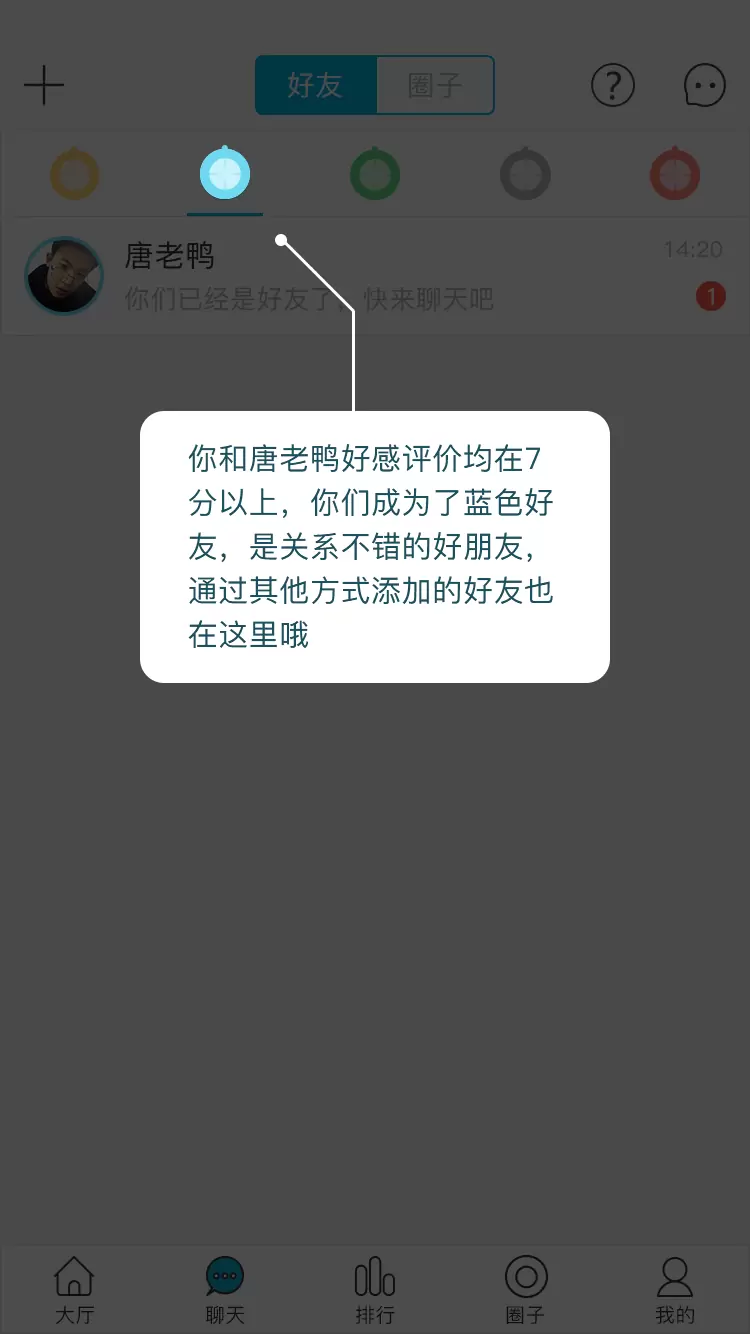 好友 圈子
唐老鸭 14:20
你们已经是好友了，快来聊天吧 1
你和唐老鸭好感评价均在7
分以上，你们成为了蓝色好
友，是关系不错的好朋友，
通过其他方式添加的好友也
在这里哦
大厅 聊天 排行 圈子 我的